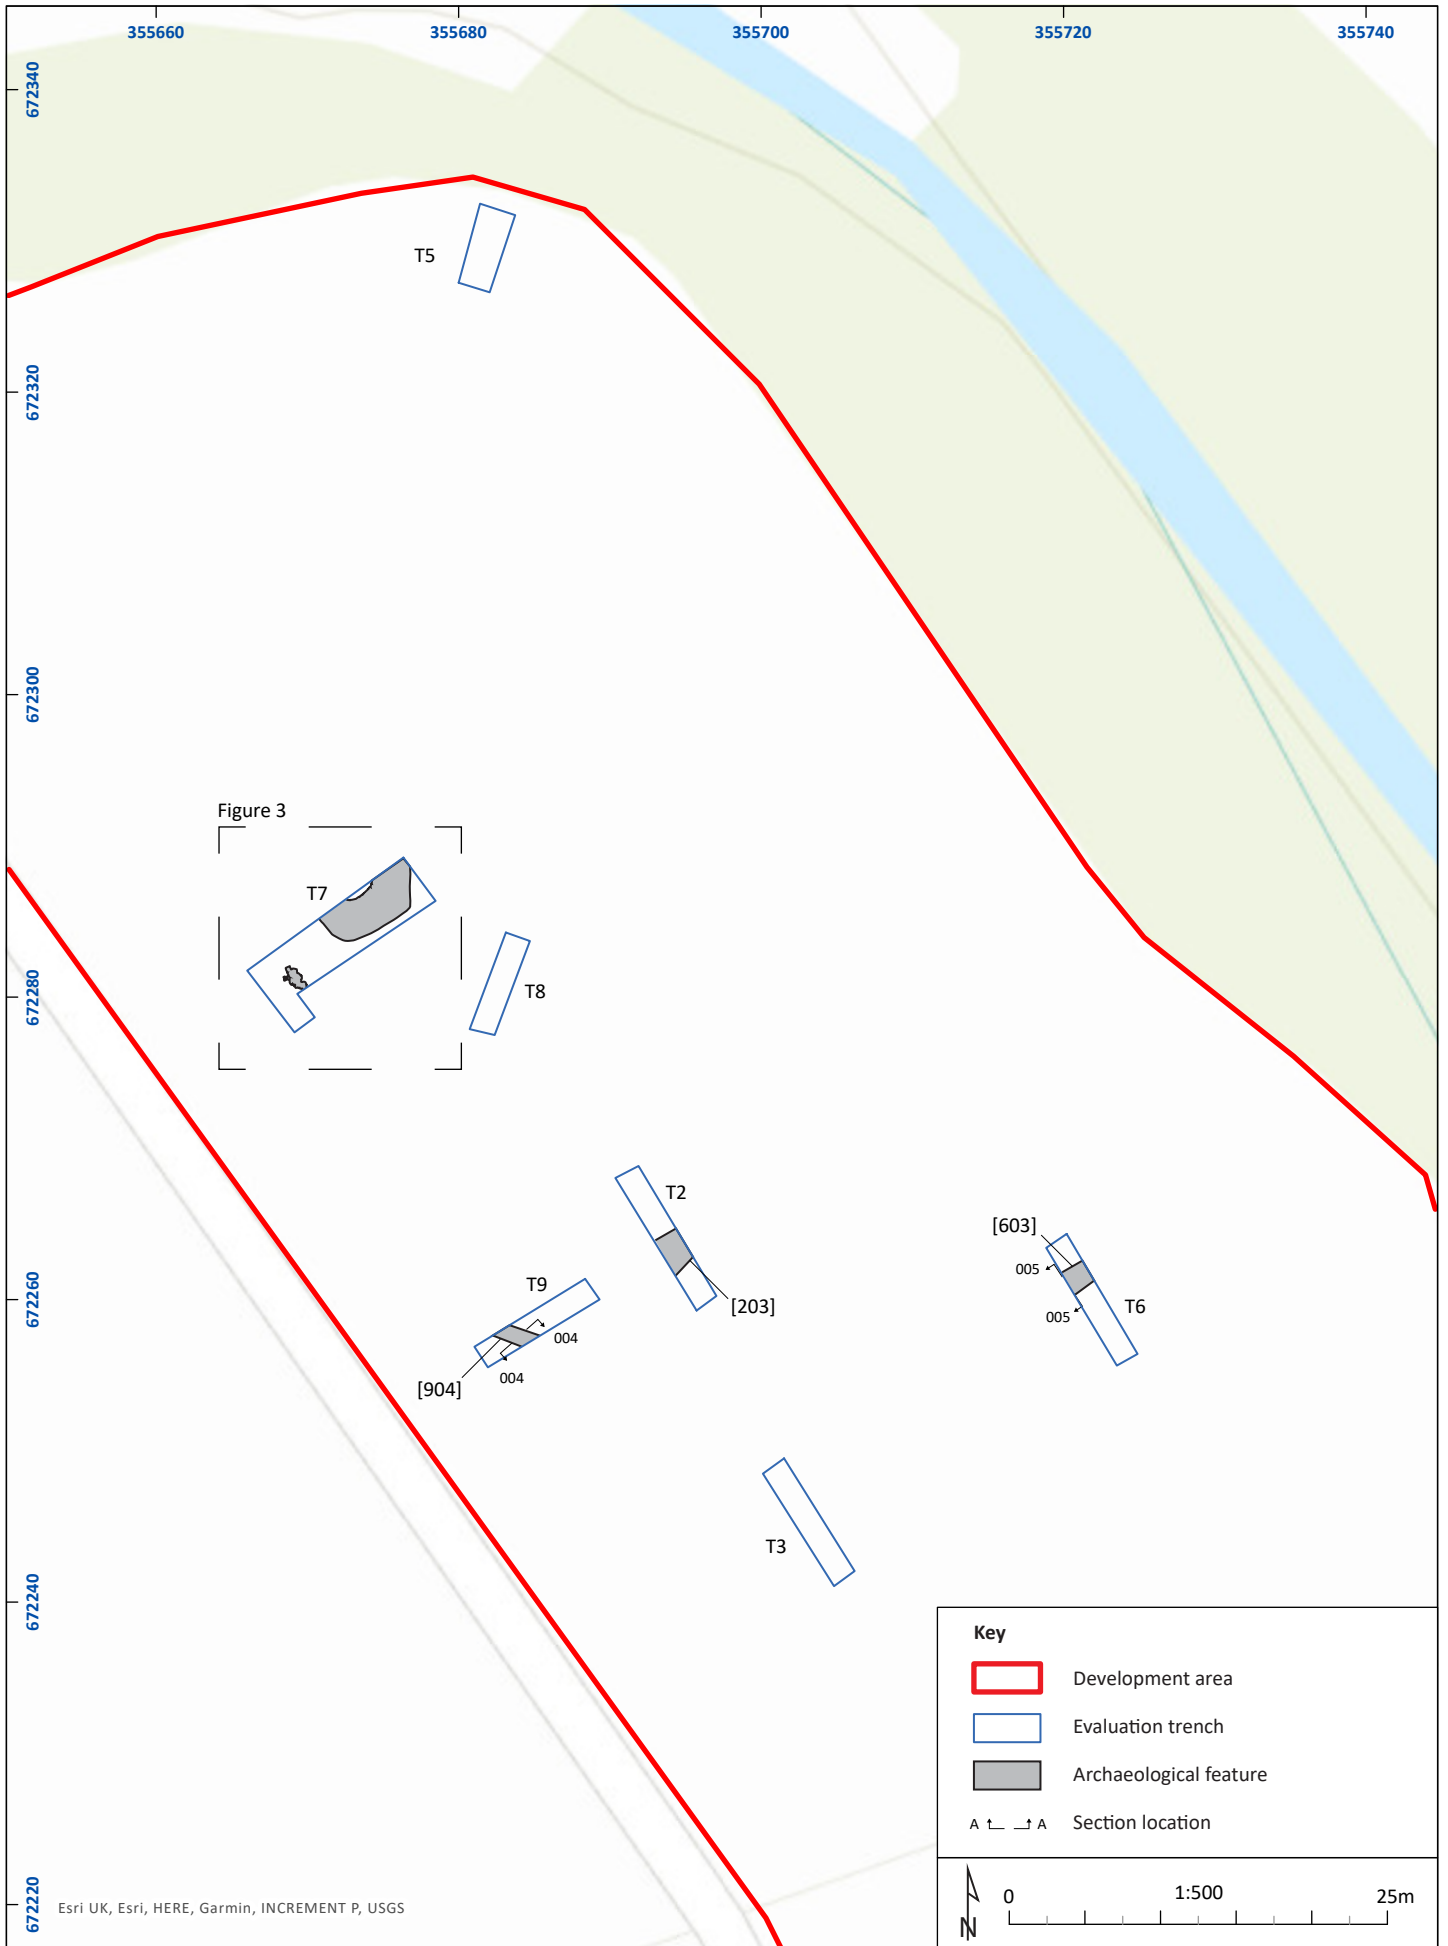 355660 355680 355700 355720 355740
672340
T5
672320
672300
Figure 3
T7
T8
672280
T2
[603]
005
T9
[203]
T6
005
672260
004
004
[904]
T3
672240
Key
Development area
Evaluation trench
Archaeological feature
A A Section location
672220
Esri UK, Esri, HERE, Garmin, INCREMENT P, USGS
N
0 1:500 25m